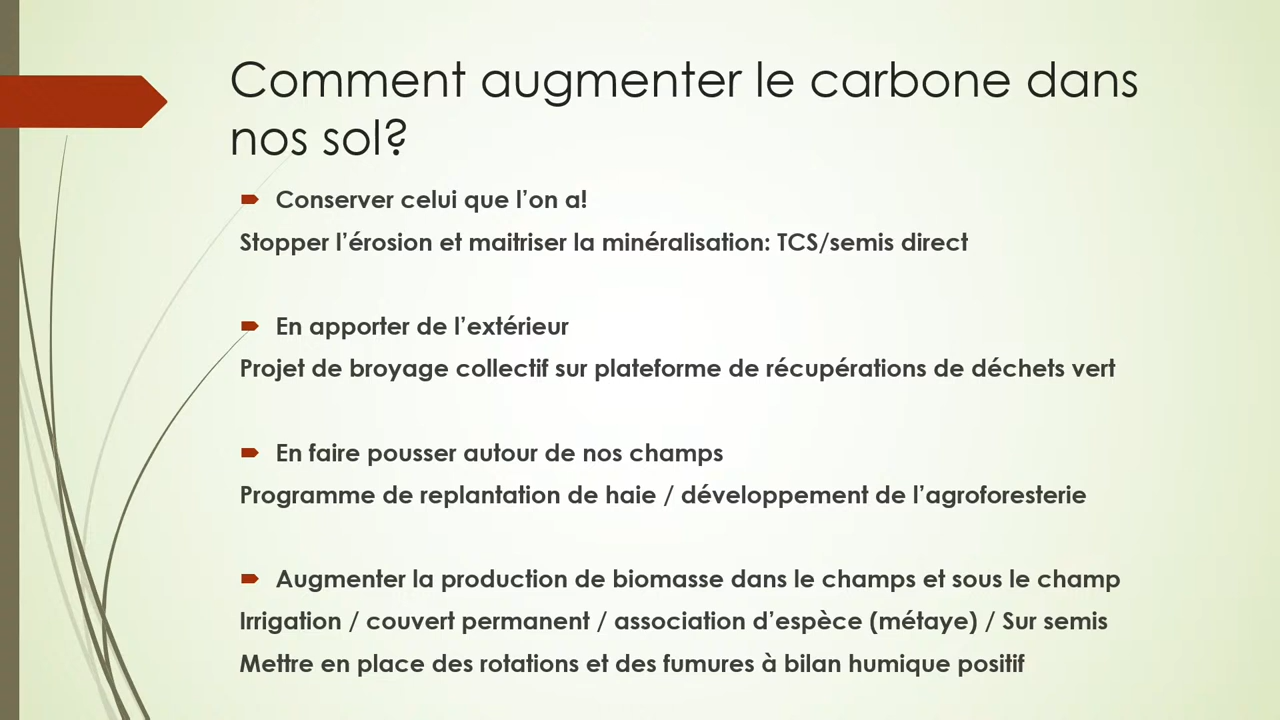 Comment augmenter le carbone dans
nos sol?
Conserver celui que l'on a!
Stopper l'érosion et maitriser la minéralisation: TCS/semis direct
En apporter de l'extérieur
Projet de broyage collectif sur plateforme de récupérations de déchets vert
En faire pousser autour de nos champs
Programme de replantation de haie / développement de l'agroforesterie
Augmenter la production de biomasse dans le champs et sous le champ
Irrigation / couvert permanent / association d'espèce (métaye) / Sur semis
Mettre en place des rotations et des fumures à bilan humique positif